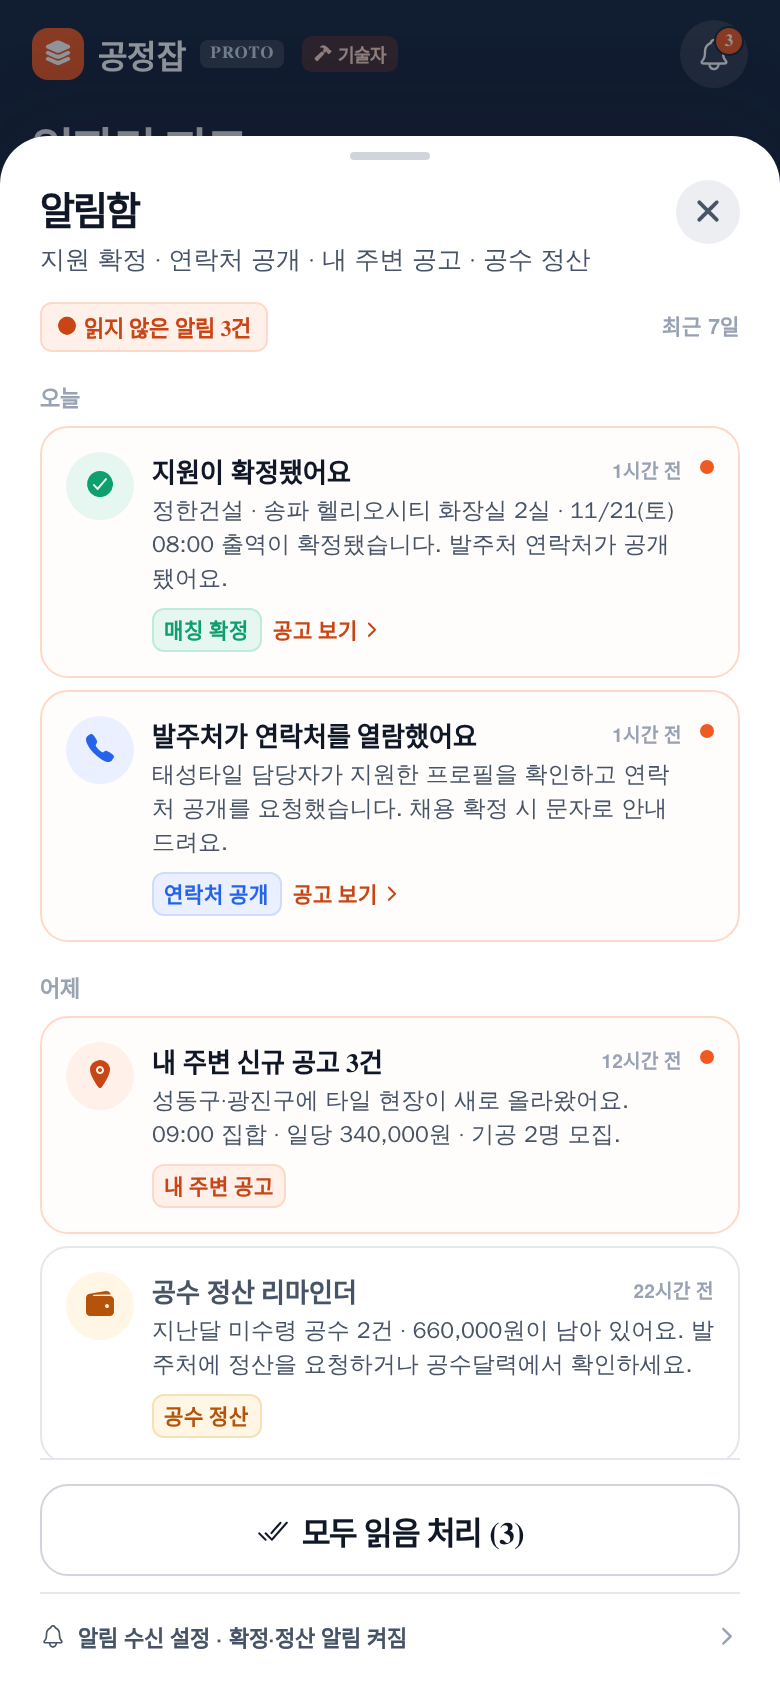 공정잡
PROTO
기술자
3
알림함
지원 확정 · 연락처 공개 · 내 주변 공고 · 공수 정산
읽지 않은 알림 3건
최근 7일
오늘
지원이 확정됐어요
1시간 전
정한건설 · 송파 헬리오시티 화장실 2실 · 11/21(토)
08:00 출역이 확정됐습니다. 발주처 연락처가 공개
됐어요.
매칭 확정
공고 보기
발주처가 연락처를 열람했어요
1시간 전
태성타일 담당자가 지원한 프로필을 확인하고 연락
처 공개를 요청했습니다. 채용 확정 시 문자로 안내
드려요.
연락처 공개
공고 보기
어제
내 주변 신규 공고 3건
12시간 전
성동구·광진구에 타일 현장이 새로 올라왔어요.
09:00 집합 · 일당 340,000원 · 기공 2명 모집.
내 주변 공고
공수 정산 리마인더
22시간 전
지난달 미수령 공수 2건 · 660,000원이 남아 있어요. 발
주처에 정산을 요청하거나 공수달력에서 확인하세요.
공수 정산
모두 읽음 처리 (3)
알림 수신 설정 · 확정·정산 알림 켜짐